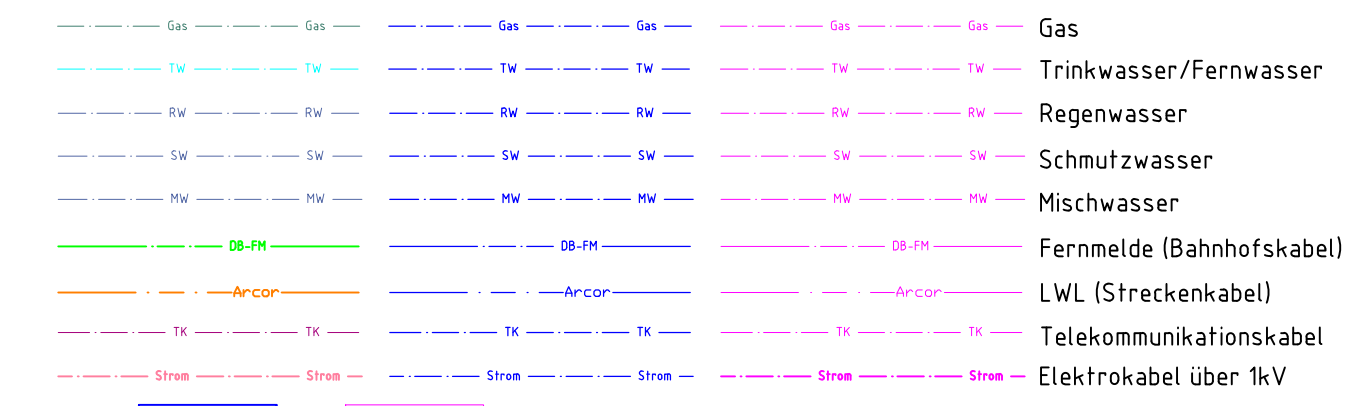 Gas Gas Gas Gas Gas Gas Gas
TW TW TW TW TW TW Trinkwasser/Fernwasser
RW RW RW RW RW RW Regenwasser
SW SW SW SW SW SW Schmutzwasser
MW MW MW MW MW MW Mischwasser
DB-FM DB-FM DB-FM Fernmelde (Bahnhofskabel)
Arcor Arcor Arcor LWL (Streckenkabel)
TK TK TK TK TK TK Telekommunikationskabel
Strom Strom Strom Strom Strom Strom Elektrokabel über 1kV